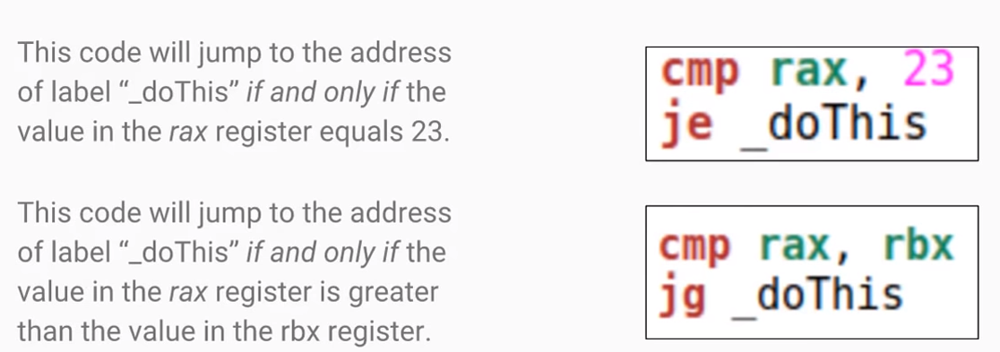 This code will jump to the address
of label “_doThis” if and only if the
value in the rax register equals 23.
cmp rax, 23
je _doThis
This code will jump to the address
of label “_doThis” if and only if the
value in the rax register is greater
than the value in the rbx register.
cmp rax, rbx
jg _doThis